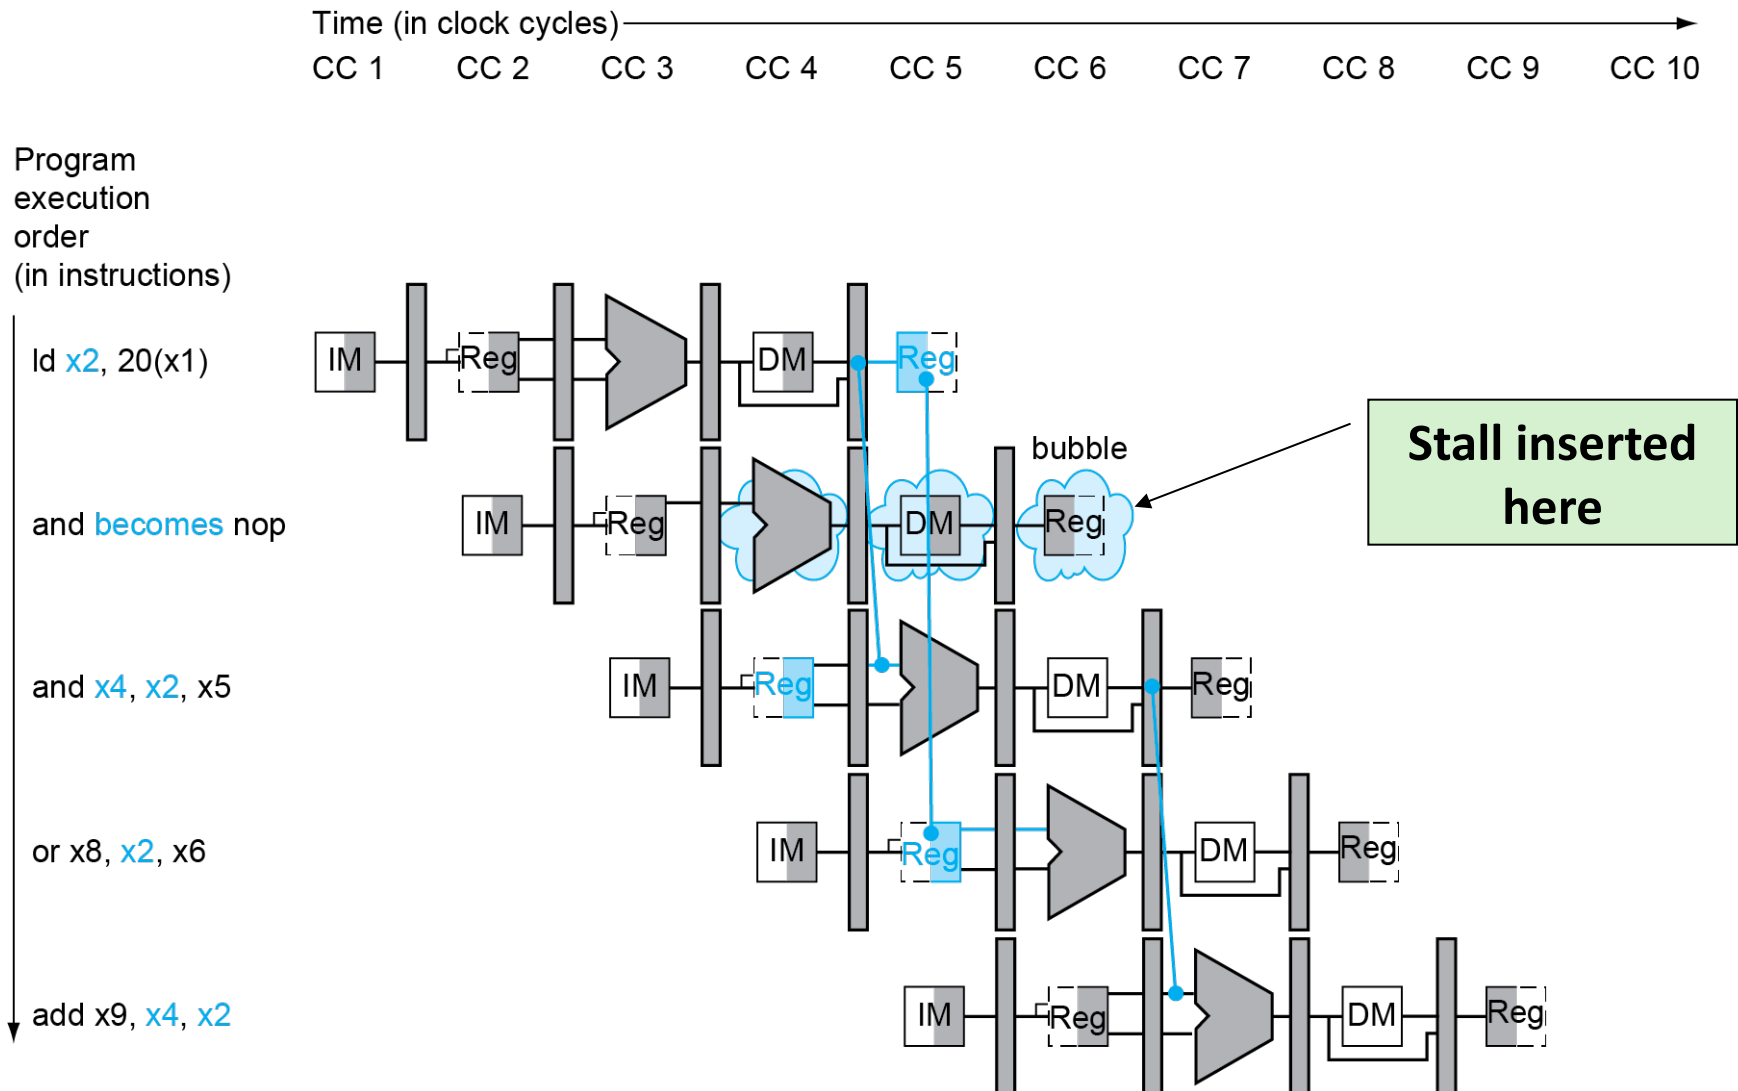 Time (in clock cycles)
CC 1 CC 2 CC 3 CC 4 CC 5 CC 6 CC 7 CC 8 CC 9 CC 10
Program
execution
order
(in instructions)
ld x2, 20(x1)
IM Reg DM Reg
bubble
Stall inserted
here
and becomes nop
IM Reg DM Reg
and x4, x2, x5
IM Reg DM Reg
or x8, x2, x6
IM Reg DM Reg
add x9, x4, x2
IM Reg DM Reg